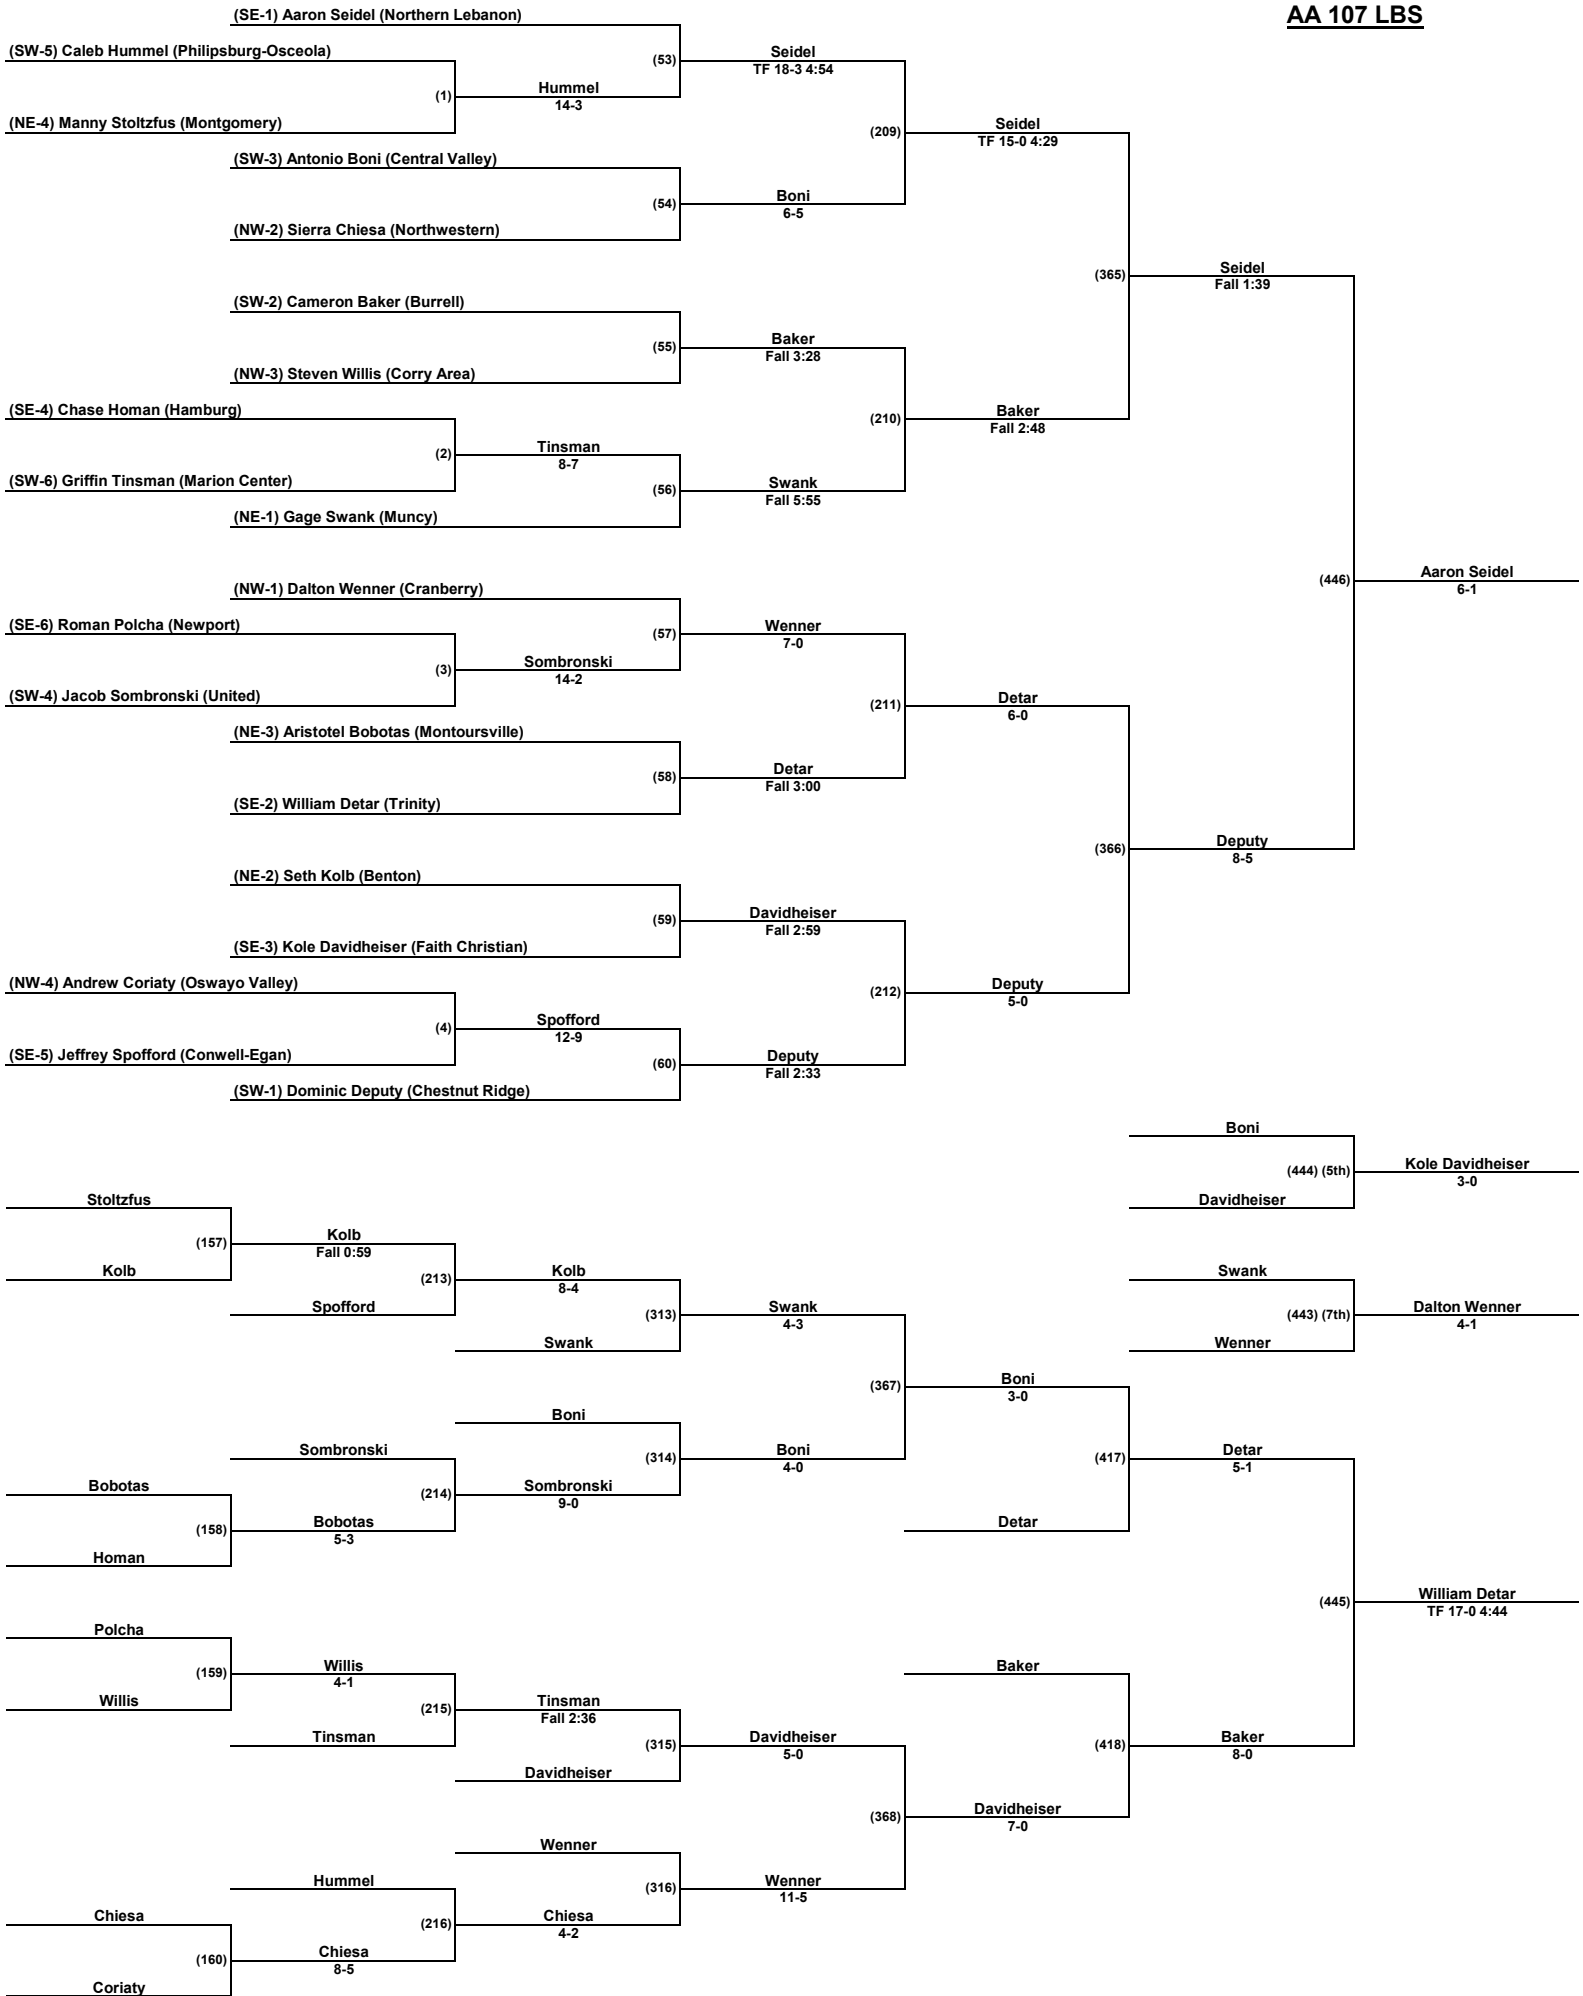 AA 107 LBS
(SE-1) Aaron Seidel (Northern Lebanon)
(SW-5) Caleb Hummel (Philipsburg-Osceola)
Seidel
(53)
TF 18-3 4:54
Hummel
(1)
14-3
(NE-4) Manny Stoltzfus (Montgomery)
Seidel
(209)
TF 15-0 4:29
(SW-3) Antonio Boni (Central Valley)
Boni
(54)
6-5
(NW-2) Sierra Chiesa (Northwestern)
Seidel
(365)
Fall 1:39
(SW-2) Cameron Baker (Burrell)
Baker
(55)
Fall 3:28
(NW-3) Steven Willis (Corry Area)
(SE-4) Chase Homan (Hamburg)
Baker
(210)
Fall 2:48
Tinsman
(2)
8-7
(SW-6) Griffin Tinsman (Marion Center)
Swank
(56)
Fall 5:55
(NE-1) Gage Swank (Muncy)
Aaron Seidel
(446)
6-1
(NW-1) Dalton Wenner (Cranberry)
(SE-6) Roman Polcha (Newport)
Wenner
(57)
7-0
Sombronski
(3)
14-2
(SW-4) Jacob Sombronski (United)
Detar
(211)
6-0
(NE-3) Aristotel Bobotas (Montoursville)
Detar
(58)
Fall 3:00
(SE-2) William Detar (Trinity)
Deputy
(366)
8-5
(NE-2) Seth Kolb (Benton)
Davidheiser
(59)
Fall 2:59
(SE-3) Kole Davidheiser (Faith Christian)
(NW-4) Andrew Coriaty (Oswayo Valley)
Deputy
(212)
5-0
Spofford
(4)
12-9
(SE-5) Jeffrey Spofford (Conwell-Egan)
Deputy
(60)
Fall 2:33
(SW-1) Dominic Deputy (Chestnut Ridge)
Boni
Kole Davidheiser
(444) (5th)
3-0
Davidheiser
Stoltzfus
Kolb
(157)
Fall 0:59
Kolb
Kolb
(213)
8-4
Spofford
Swank
(313)
4-3
Swank
Swank
Dalton Wenner
(443) (7th)
4-1
Wenner
Boni
(367)
3-0
Boni
Sombronski
Boni
(314)
4-0
Detar
(417)
5-1
Bobotas
Sombronski
(214)
9-0
Bobotas
(158)
5-3
Homan
Detar
William Detar
(445)
TF 17-0 4:44
Polcha
Willis
(159)
4-1
Willis
Baker
Tinsman
(215)
Fall 2:36
Tinsman
Davidheiser
(315)
5-0
Davidheiser
Baker
(418)
8-0
Davidheiser
(368)
7-0
Wenner
Hummel
Wenner
(316)
11-5
Chiesa
Chiesa
(216)
4-2
Chiesa
(160)
8-5
Coriaty